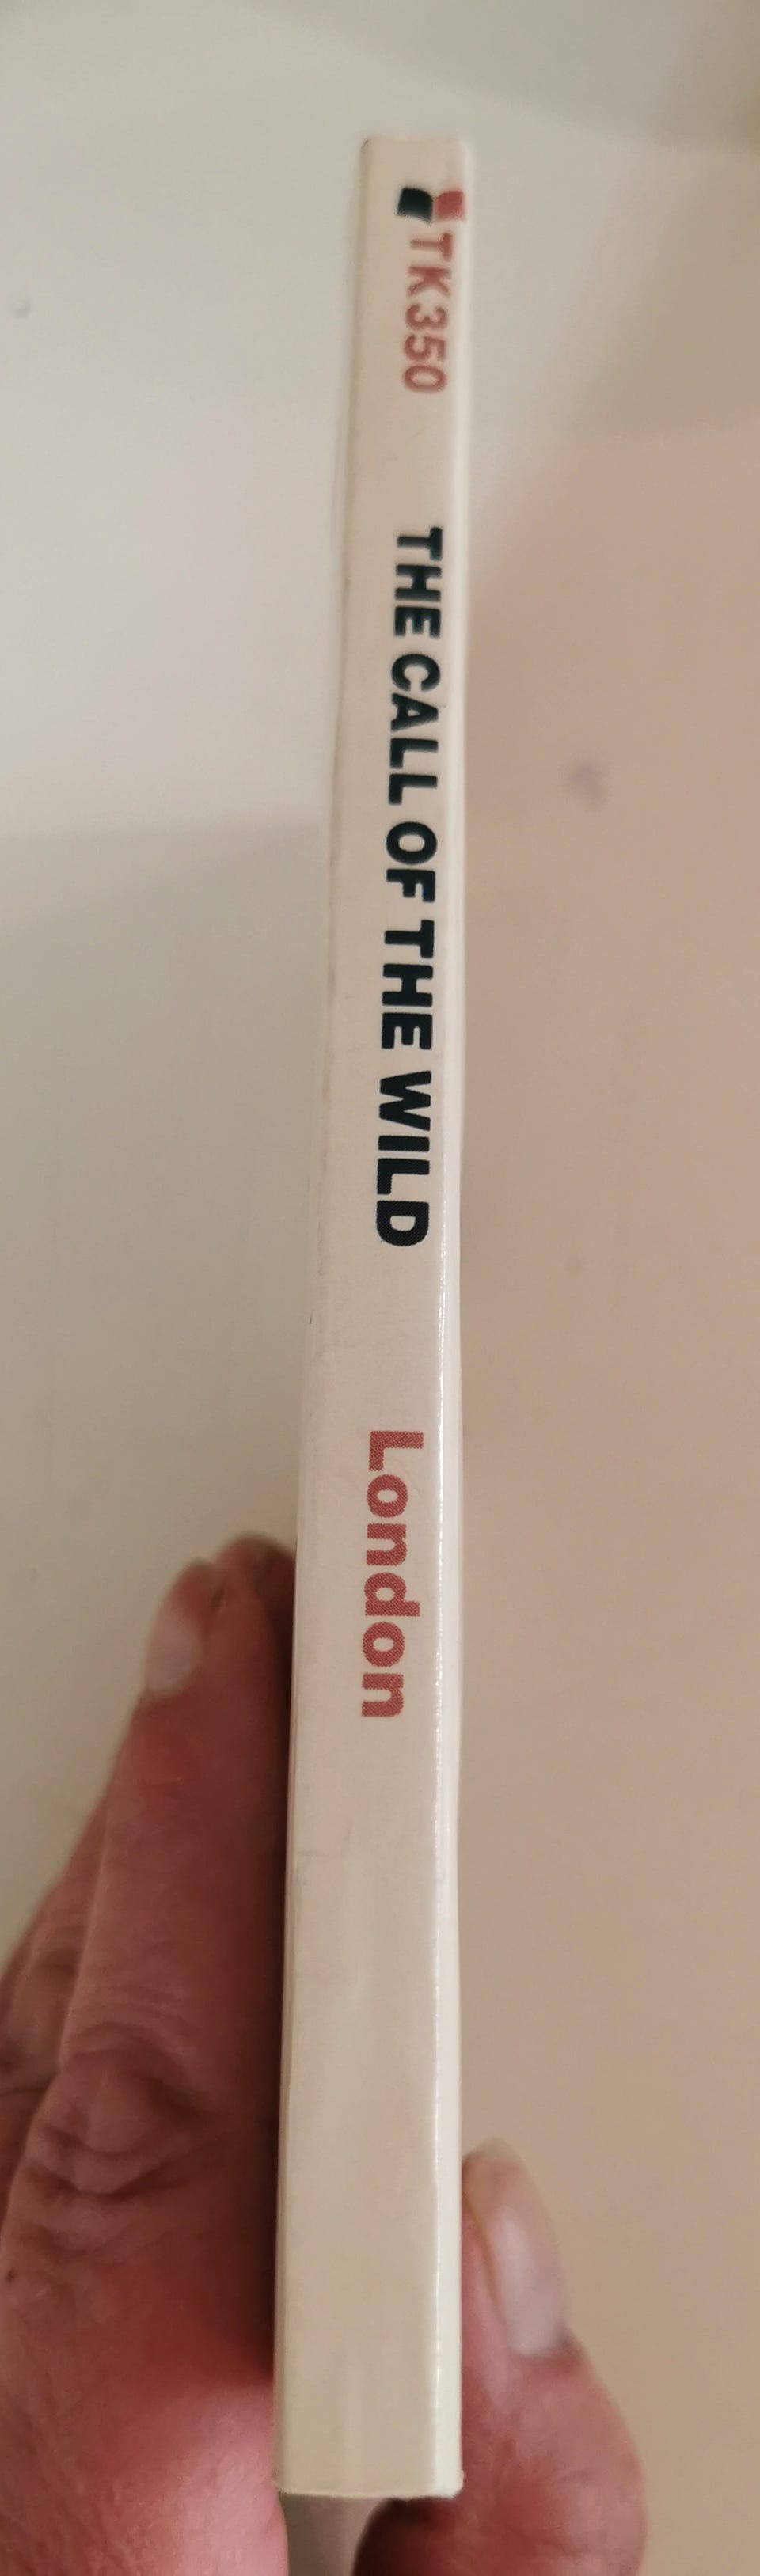 TK350
THE CALL OF THE WILD
London